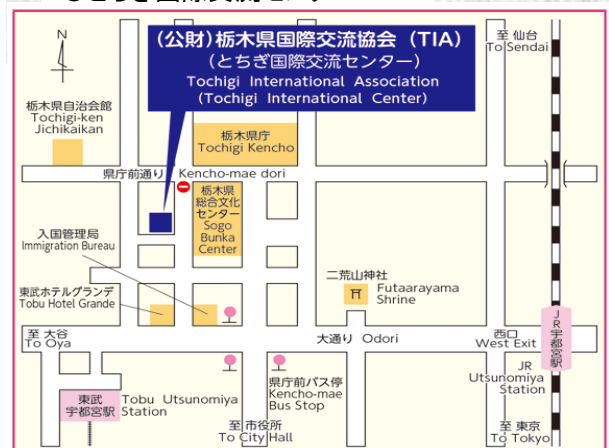 (公財)栃木県国際交流協会(TIA)
(とちぎ国際交流センター)
Tochigi International Association
(Tochigi International Center)
至 仙台
To Sendai
N
栃木県自治会館
Tochigi-ken
Jichikaikan
栃木県庁
Tochigi Kencho
県庁前通り Kencho-mae dori
栃木県
総合文化
センター
Sogo
Bunka
Center
入国管理局
Immigration Bureau
東武ホテルグランデ
Tobu Hotel Grande
二荒山神社
Futaarayama
Shrine
至 大谷
To Oya
大通り Odori
西口
West Exit
JR宇都宮駅
JR
Utsunomiya
Station
東武
宇都宮駅
Tobu Utsunomiya
Station
県庁前バス停
Kencho-mae
Bus Stop
至 市役所
To City Hall
至 東京
To Tokyo